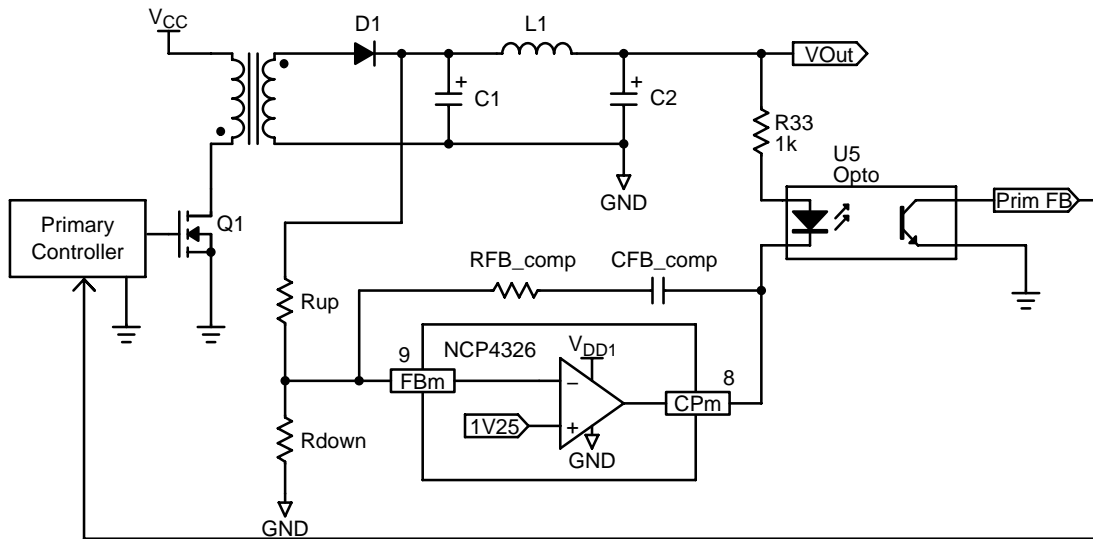 VCC
D1
L1
VOut
+
C1
+
C2
R33
1k
GND
U5
Opto
Prim FB
Primary
Controller
Q1
RFB_comp
CFB_comp
Rup
NCP4326
VDD1
9
FBm
−
8
CPm
1V25
+
GND
Rdown
GND